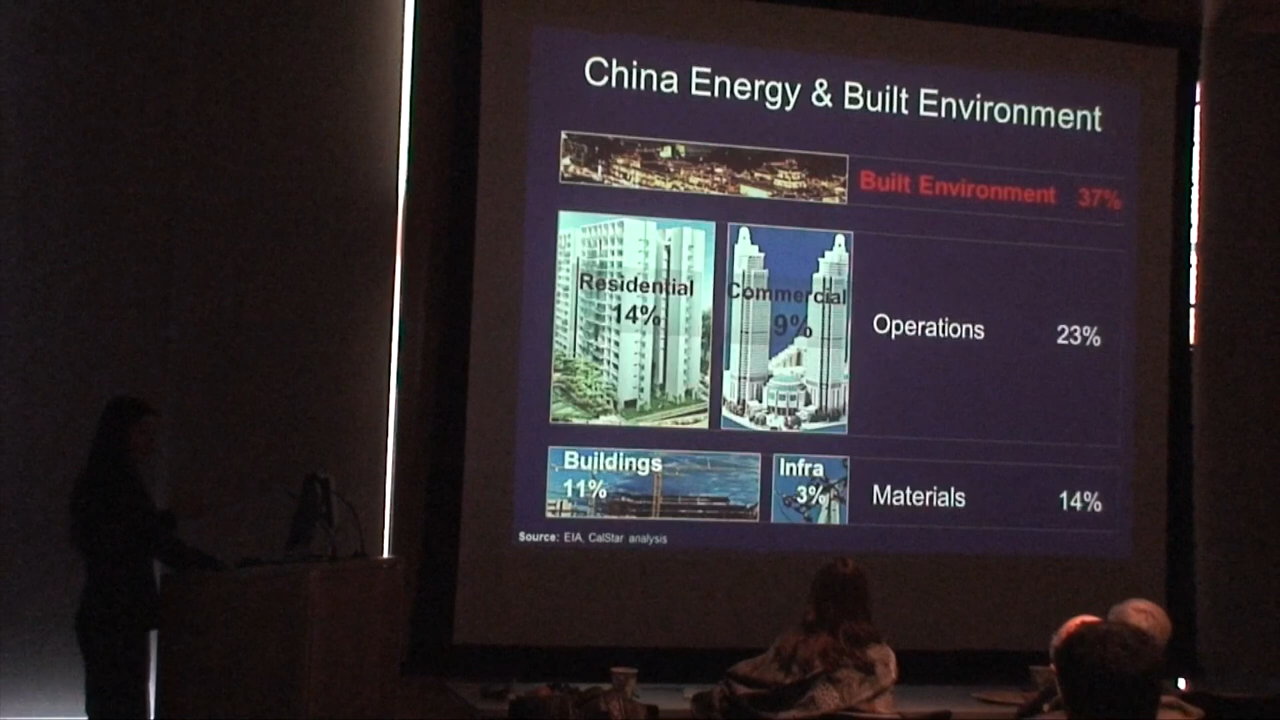 China Energy & Built Environment
Built Environment 37%
Residential
14%
Commercial
9%
Operations 23%
Buildings
11%
Infra
3%
Materials 14%
Source: EIA, CalStar analysis